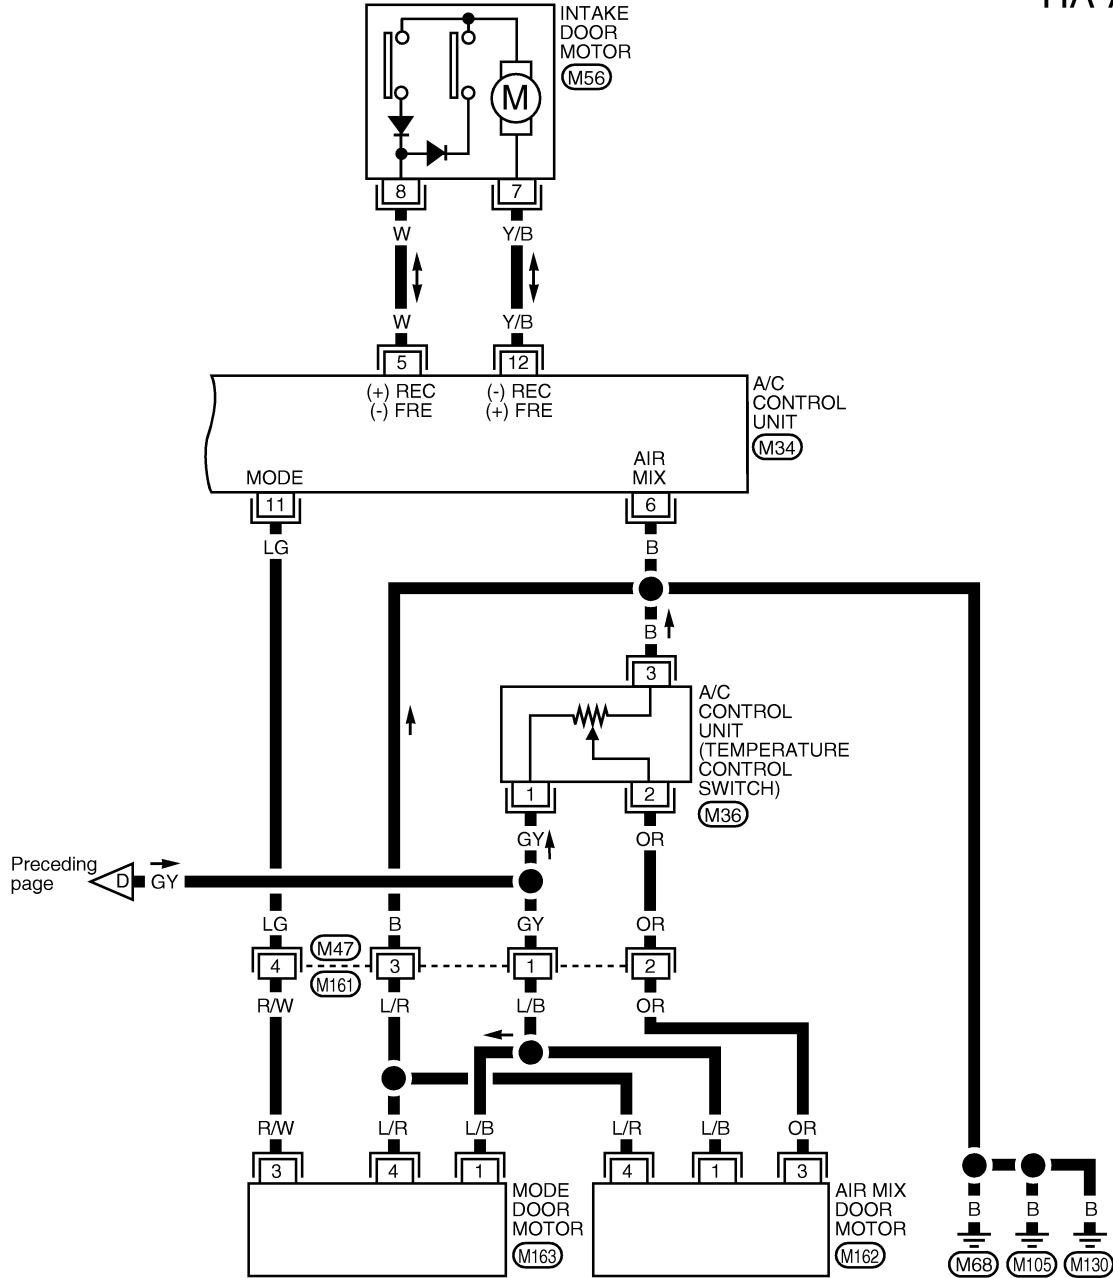 INTAKE
DOOR
MOTOR
M56
M
8 7
W Y/B
W Y/B
5 12
(+) REC (-) REC
(-) FRE (+) FRE
A/C
CONTROL
UNIT
M34
AIR
MODE MIX
11 6
LG B
B
3
A/C
CONTROL
UNIT
(TEMPERATURE
CONTROL
SWITCH)
M36
1 2
GY OR
Preceding
page
D GY
LG B GY OR
M47
4 3 1 2
M161
R/W L/R L/B OR
R/W L/R L/B L/R L/B OR
3 4 1 4 1 3
MODE
DOOR
MOTOR
M163
AIR MIX
DOOR
MOTOR
M162
B B B
M68 M105 M130